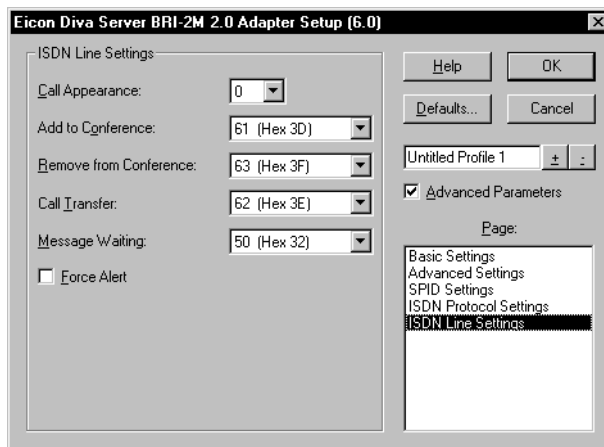 Eicon Diva Server BRI-2M 2.0 Adapter Setup (6.0)
ISDN Line Settings
Call Appearance: 0
Add to Conference: 61 (Hex 3D)
Remove from Conference: 63 (Hex 3F)
Call Transfer: 62 (Hex 3E)
Message Waiting: 50 (Hex 32)
Force Alert
Help OK
Defaults... Cancel
Untitled Profile 1 + -
Advanced Parameters
Page:
Basic Settings
Advanced Settings
SPID Settings
ISDN Protocol Settings
ISDN Line Settings